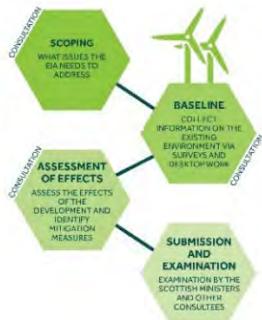 CONSULTATION
SCOPING
WHAT ISSUES THE
EIA NEEDS TO
ADDRESS
BASELINE
COLLECT
INFORMATION ON THE
EXISTING
ENVIRONMENT VIA
SURVEYS AND
DESKTOP WORK
CONSULTATION
CONSULTATION
ASSESSMENT
OF EFFECTS
ASSESS THE EFFECTS
OF THE
DEVELOPMENT AND
IDENTIFY
MITIGATION
MEASURES
SUBMISSION
AND
EXAMINATION
EXAMINATION BY THE
SCOTTISH MINISTERS
AND OTHER
CONSULTEES